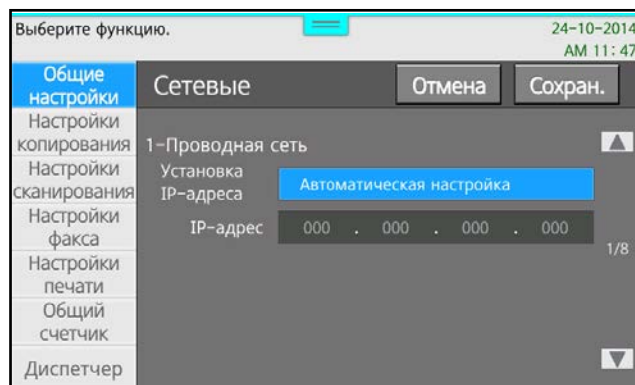 Выберите функцию.
24-10-2014
AM 11:47
Общие
настройки
Настройки
копирования
Настройки
сканирования
Настройки
факса
Настройки
печати
Общий
счетчик
Диспетчер
Сетевые
Отмена
Сохран.
1-Проводная сеть
Установка
IP-адреса
Автоматическая настройка
IP-адрес
000 . 000 . 000 . 000
1/8